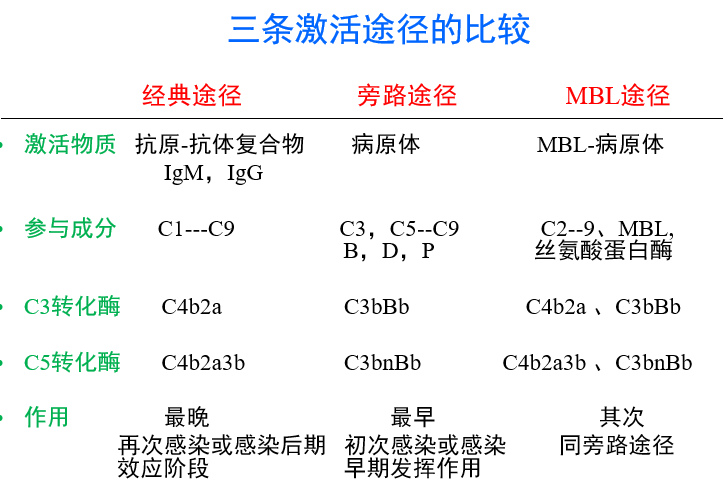 三条激活途径的比较
经典途径 旁路途径 MBL途径
• 激活物质 抗原-抗体复合物 病原体 MBL-病原体
IgM，IgG
• 参与成分 C1---C9 C3，C5--C9 C2--9、MBL,
B，D，P 丝氨酸蛋白酶
• C3转化酶 C4b2a C3bBb C4b2a 、C3bBb
• C5转化酶 C4b2a3b C3bnBb C4b2a3b 、C3bnBb
• 作用 最晚 最早 其次
再次感染或感染后期 初次感染或感染 同旁路途径
效应阶段 早期发挥作用